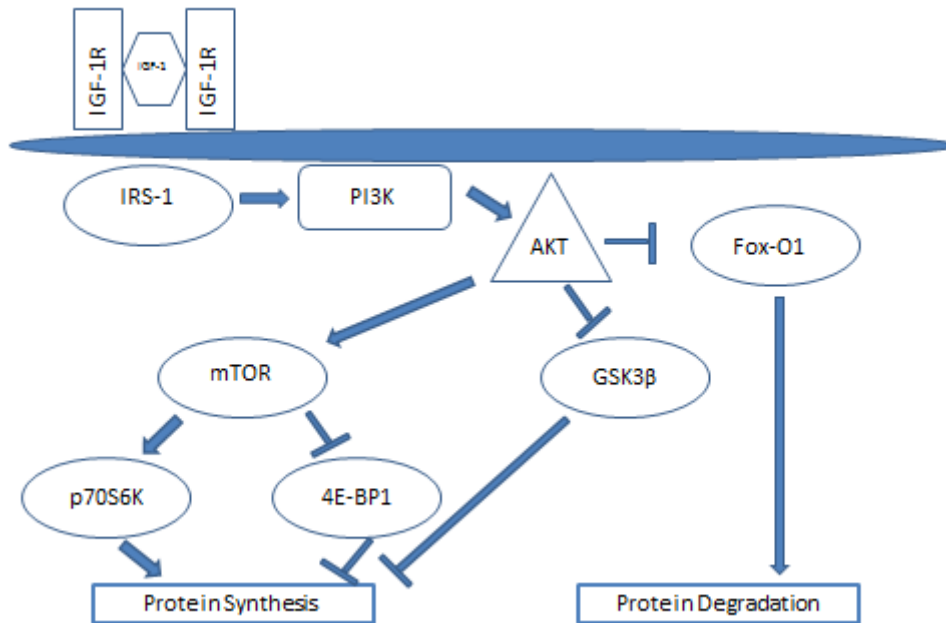 IGF-1R
IGF-1
IGF-1R
IRS-1
PI3K
AKT
Fox-O1
mTOR
GSK3β
p70S6K
4E-BP1
Protein Synthesis
Protein Degradation